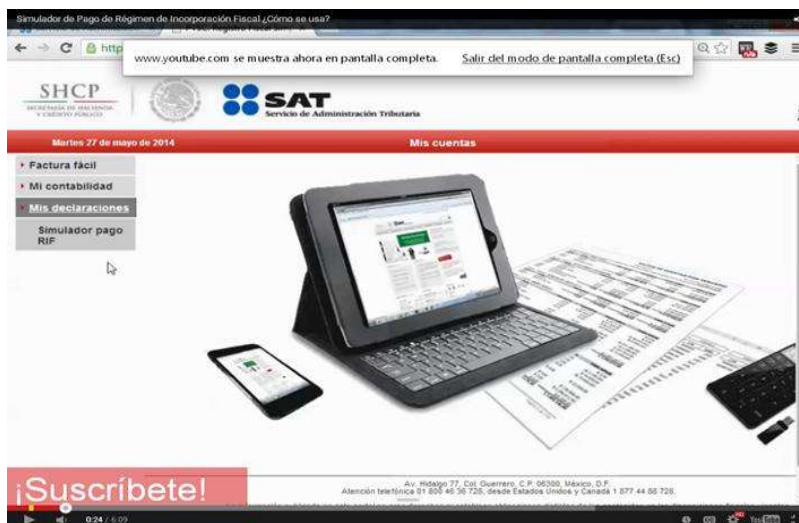 Simulador de Pago de Régimen de Incorporación Fiscal ¿Cómo se usa?
http
www.youtube.com se muestra ahora en pantalla completa. Salir del modo de pantalla completa (Esc)
SHCP
SECRETARÍA DE HACIENDA
Y CRÉDITO PÚBLICO
SAT
Servicio de Administración Tributaria
Martes 27 de mayo de 2014 Mis cuentas
Factura fácil
Mi contabilidad
Mis declaraciones
Simulador pago
RIF
Av. Hidalgo 77, Col. Guerrero, C.P. 06300, México, D.F.
Atención telefónica 01 800 46 36 728, desde Estados Unidos y Canadá 1 877 44 88 728.
¡Suscríbete!
0:24 / 6:09
YouTube